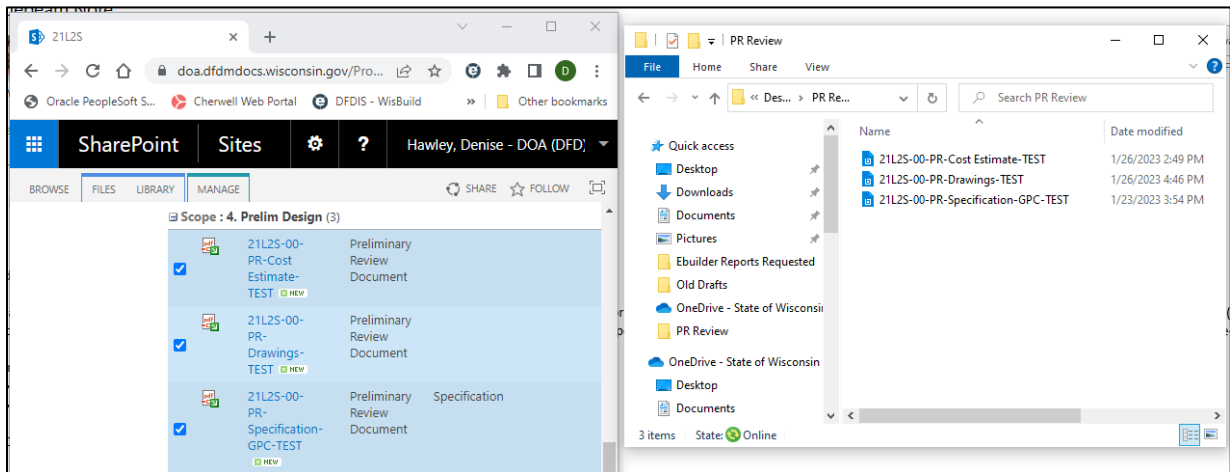 21L2S
doa.dfdmdocs.wisconsin.gov/Pro...
D
Oracle PeopleSoft S...
Cherwell Web Portal
DFDIS - WisBuild
»
Other bookmarks
SharePoint
Sites
?
Hawley, Denise - DOA (DFD)
BROWSE
FILES
LIBRARY
MANAGE
SHARE
FOLLOW
Scope : 4. Prelim Design (3)
21L2S-00-
PR-Cost
Estimate-
TEST NEW
Preliminary
Review
Document
21L2S-00-
PR-
Drawings-
TEST NEW
Preliminary
Review
Document
21L2S-00-
PR-
Specification-
GPC-TEST
NEW
Preliminary
Review
Document
Specification
PR Review
File
Home
Share
View
« Des... › PR Re...
Search PR Review
Quick access
Desktop
Downloads
Documents
Pictures
Ebuilder Reports Requested
Old Drafts
OneDrive - State of Wisconsin
PR Review
OneDrive - State of Wisconsin
Desktop
Documents
Name
Date modified
21L2S-00-PR-Cost Estimate-TEST 1/26/2023 2:49 PM
21L2S-00-PR-Drawings-TEST 1/26/2023 4:46 PM
21L2S-00-PR-Specification-GPC-TEST 1/23/2023 3:54 PM
3 items
State: Online